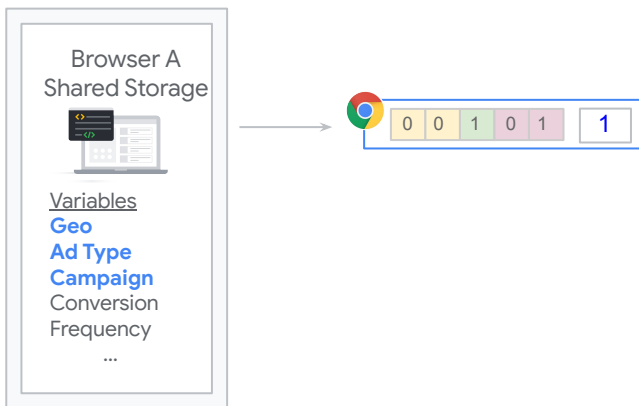 Browser A
Shared Storage
Variables
Geo
Ad Type
Campaign
Conversion
Frequency
...
0 0 1 0 1 1